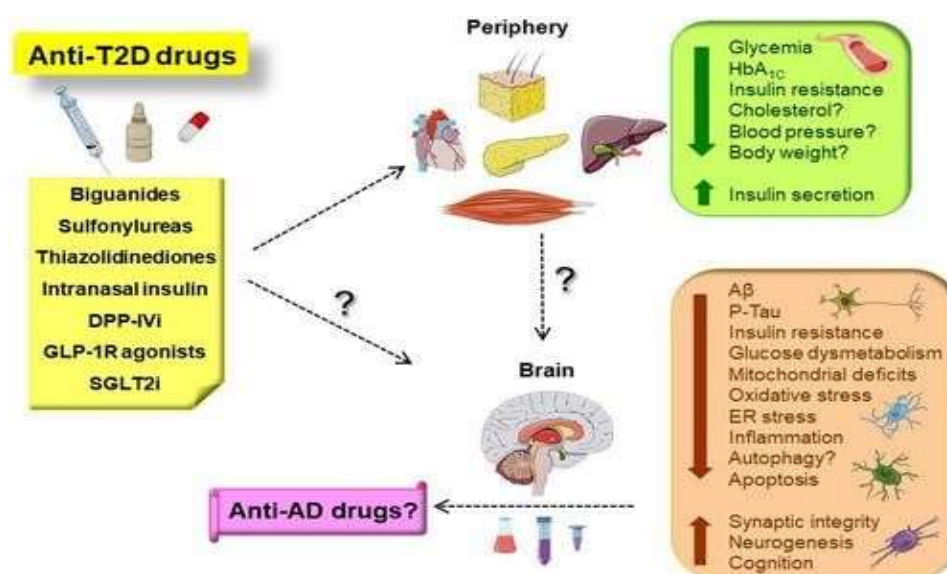 Anti-T2D drugs
Biguanides
Sulfonylureas
Thiazolidinediones
Intranasal insulin
DPP-IVi
GLP-1R agonists
SGLT2i
Periphery
Glycemia
HbA1C
Insulin resistance
Cholesterol?
Blood pressure?
Body weight?
Insulin secretion
?
?
Brain
Aβ
P-Tau
Insulin resistance
Glucose dysmetabolism
Mitochondrial deficits
Oxidative stress
ER stress
Inflammation
Autophagy?
Apoptosis
Synaptic integrity
Neurogenesis
Cognition
Anti-AD drugs?